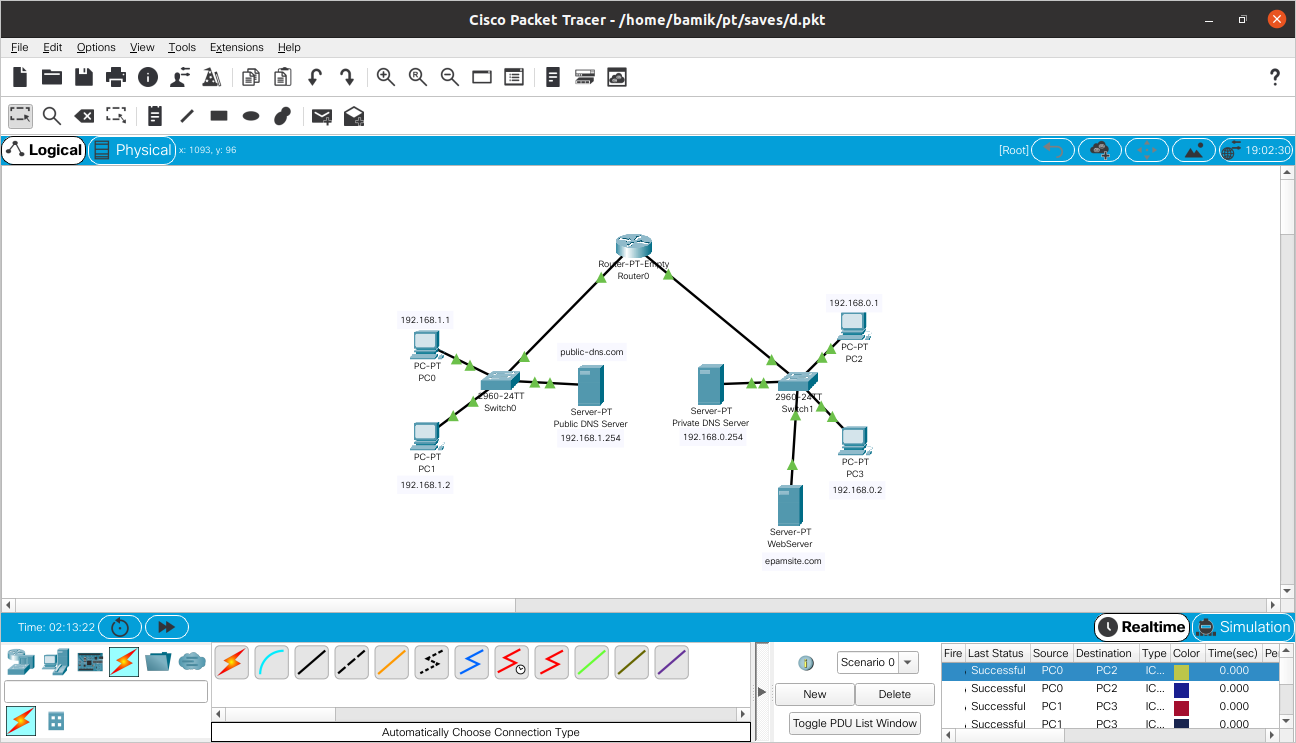 Cisco Packet Tracer - /home/bamik/pt/saves/d.pkt
File Edit Options View Tools Extensions Help
?
Logical Physical x: 1093, y: 96 [Root] 19:02:30
Router-PT-Empty
Router0
192.168.1.1
PC-PT
PC0
2960-24TT
Switch0
public-dns.com
Server-PT
Public DNS Server
192.168.1.254
PC-PT
PC1
192.168.1.2
192.168.0.1
PC-PT
PC2
2960-24TT
Switch1
Server-PT
Private DNS Server
192.168.0.254
PC-PT
PC3
192.168.0.2
Server-PT
WebServer
epamsite.com
Time: 02:13:22 Realtime Simulation
Automatically Choose Connection Type
Scenario 0
New Delete
Toggle PDU List Window
Fire Last Status Source Destination Type Color Time(sec) Pe
Successful PC0 PC2 IC... 0.000
Successful PC0 PC2 IC... 0.000
Successful PC1 PC3 IC... 0.000
Successful PC1 PC3 IC... 0.000